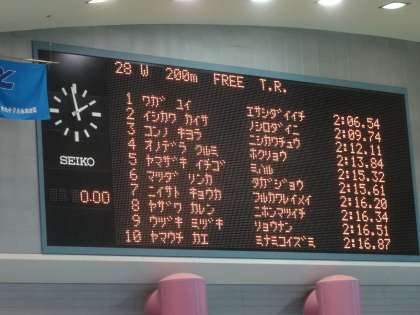 28 W 200m FREE T.R.
1 ワガ ユイ エサシダイイチ 2:06.54
2 イシカワ カイサ ノシロダイニ 2:09.74
3 コンノ キヨラ ニシカワチュウ 2:12.11
4 オノデラ クルミ ホクリョウ 2:13.84
5 ヤマザキ イチゴ ミハル 2:15.32
6 マツダ リンカ タガジョウ 2:15.61
7 ニイサト キョウカ フルカワレイメイ 2:16.20
8 ヤザワ カレン ニホンマツイチ 2:16.34
9 ウヅキ ミヅキ リョウナン 2:16.51
10 ヤマウチ カエ ミナミコイズミ 2:16.87
SEIKO
0.00